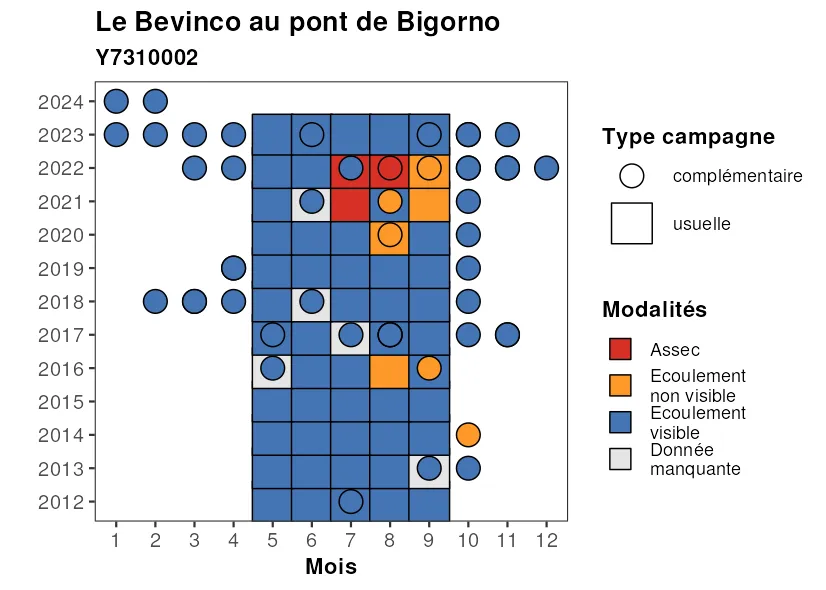 Le Bevinco au pont de Bigorno
Y7310002
2024
2023
2022
2021
2020
2019
2018
2017
2016
2015
2014
2013
2012
1 2 3 4 5 6 7 8 9 10 11 12
Mois
Type campagne
complémentaire
usuelle
Modalités
Assec
Ecoulement
non visible
Ecoulement
visible
Donnée
manquante